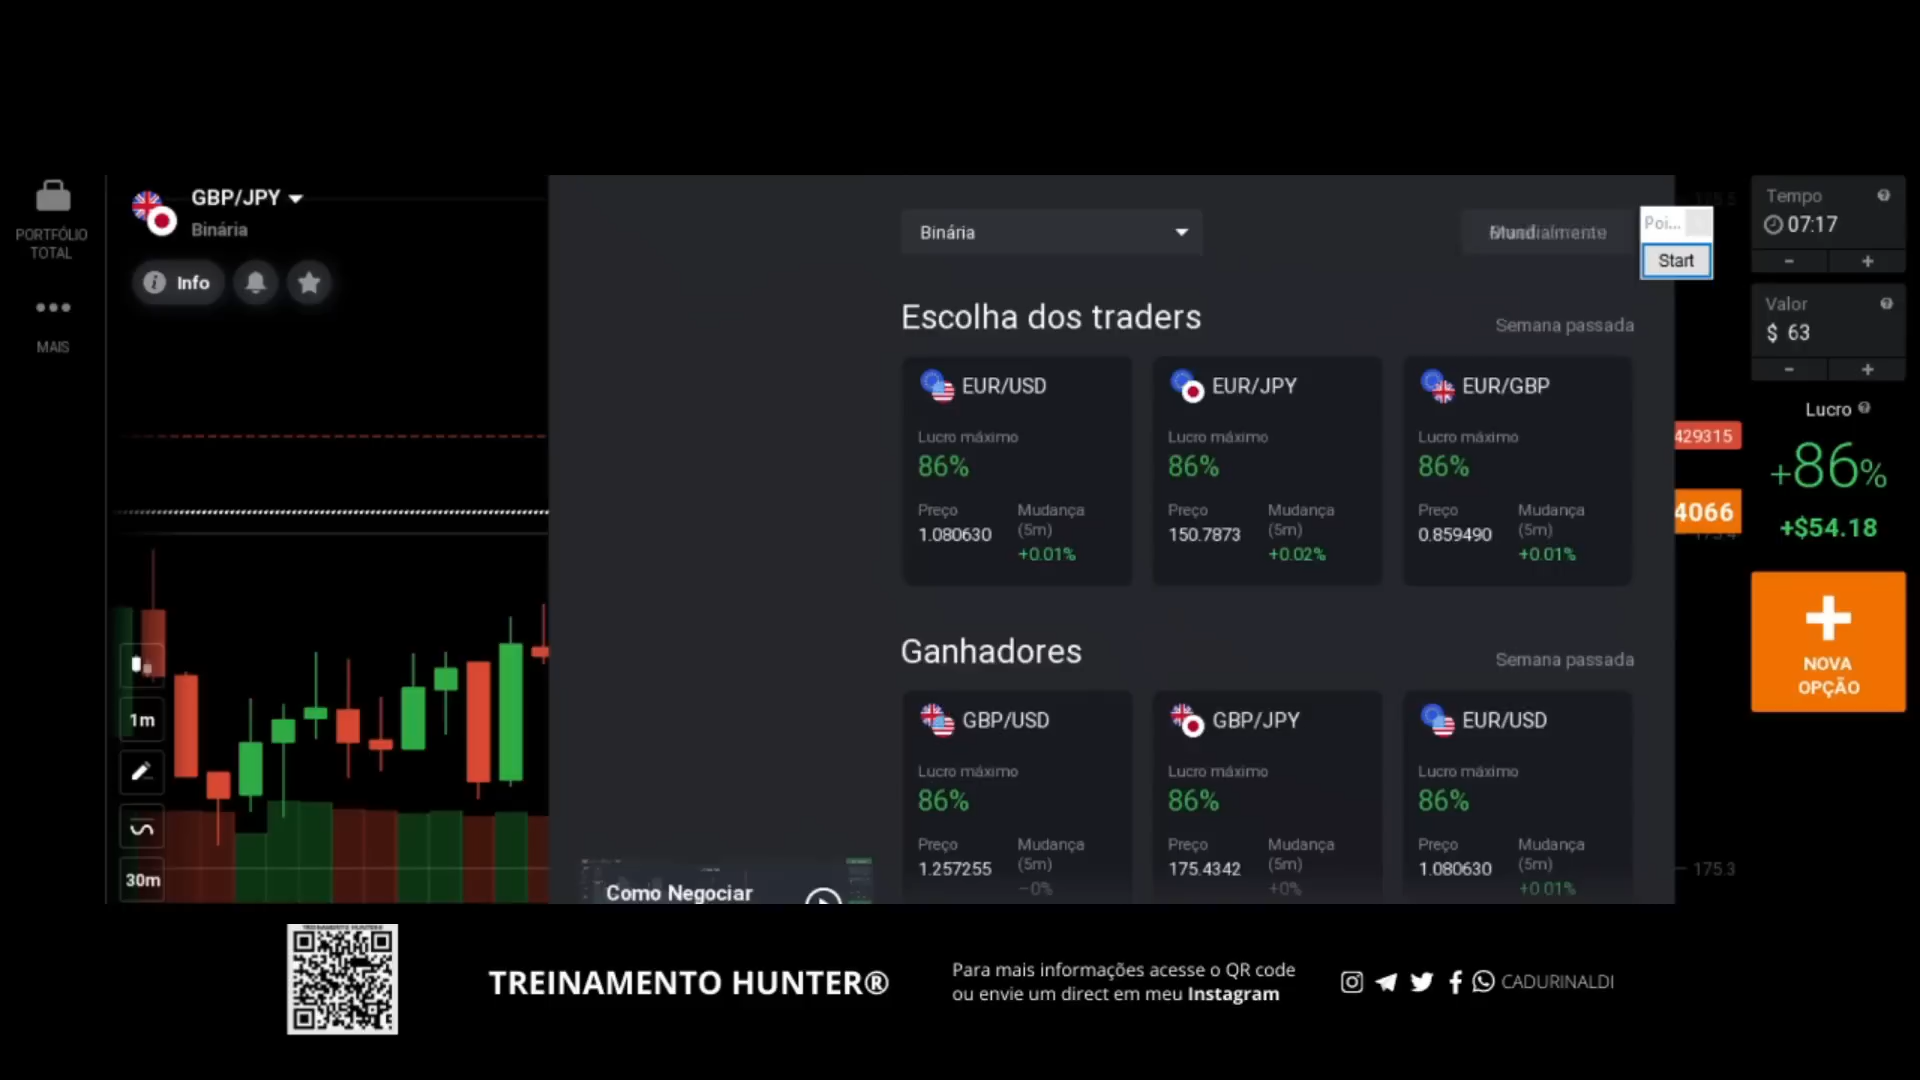 PORTFÓLIO
TOTAL
MAIS
GBP/JPY
Binária
Info
1m
30m
Binária
Mundialmente
Poi...
Start
Escolha dos traders
Semana passada
EUR/USD
Lucro máximo
86%
Preço
1.080630
Mudança
(5m)
+0.01%
EUR/JPY
Lucro máximo
86%
Preço
150.7873
Mudança
(5m)
+0.02%
EUR/GBP
Lucro máximo
86%
Preço
0.859490
Mudança
(5m)
+0.01%
Ganhadores
Semana passada
GBP/USD
Lucro máximo
86%
Preço
1.257255
Mudança
(5m)
−0%
GBP/JPY
Lucro máximo
86%
Preço
175.4342
Mudança
(5m)
+0%
EUR/USD
Lucro máximo
86%
Preço
1.080630
Mudança
(5m)
+0.01%
Como Negociar
429315
4066
175.3
Tempo
07:17
Valor
$ 63
Lucro
+86%
+$54.18
NOVA
OPÇÃO
TREINAMENTO HUNTER®
Para mais informações acesse o QR code
ou envie um direct em meu Instagram
CADURINALDI